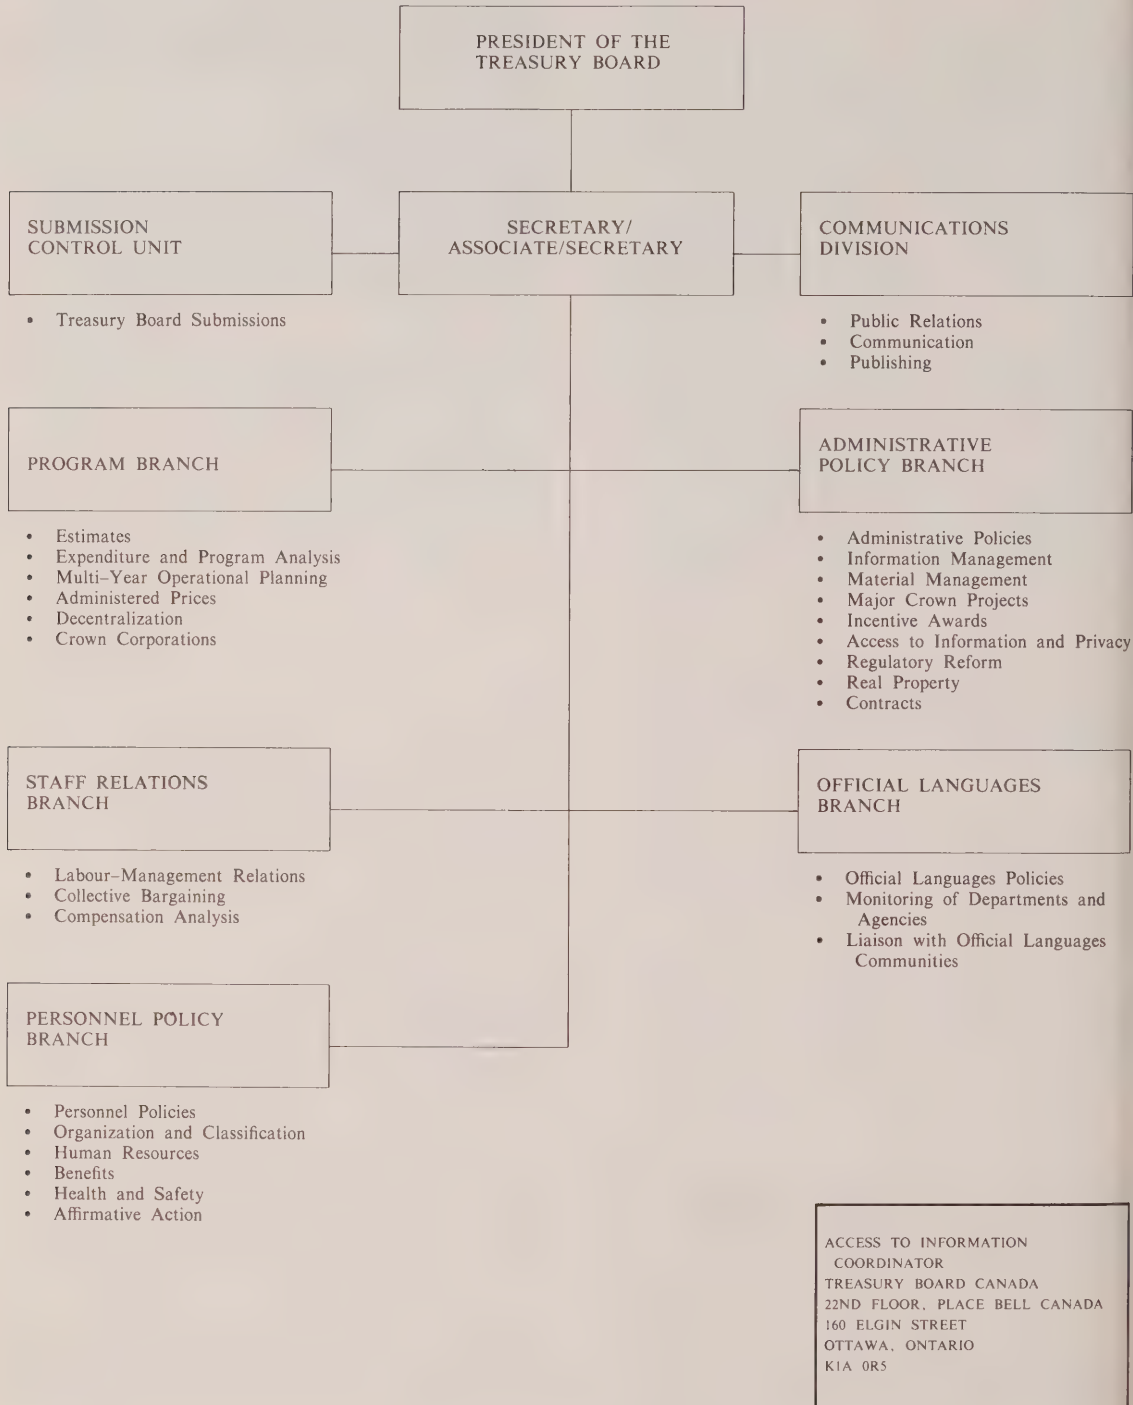 PRESIDENT OF THE
TREASURY BOARD
SUBMISSION
CONTROL UNIT
SECRETARY/
ASSOCIATE/SECRETARY
COMMUNICATIONS
DIVISION
• Treasury Board Submissions
• Public Relations
• Communication
• Publishing
PROGRAM BRANCH
ADMINISTRATIVE
POLICY BRANCH
• Estimates
• Expenditure and Program Analysis
• Multi-Year Operational Planning
• Administered Prices
• Decentralization
• Crown Corporations
• Administrative Policies
• Information Management
• Material Management
• Major Crown Projects
• Incentive Awards
• Access to Information and Privacy
• Regulatory Reform
• Real Property
• Contracts
STAFF RELATIONS
BRANCH
OFFICIAL LANGUAGES
BRANCH
• Labour-Management Relations
• Collective Bargaining
• Compensation Analysis
• Official Languages Policies
• Monitoring of Departments and
Agencies
• Liaison with Official Languages
Communities
PERSONNEL POLICY
BRANCH
• Personnel Policies
• Organization and Classification
• Human Resources
• Benefits
• Health and Safety
• Affirmative Action
ACCESS TO INFORMATION
COORDINATOR
TREASURY BOARD CANADA
22ND FLOOR, PLACE BELL CANADA
160 ELGIN STREET
OTTAWA, ONTARIO
K1A 0R5